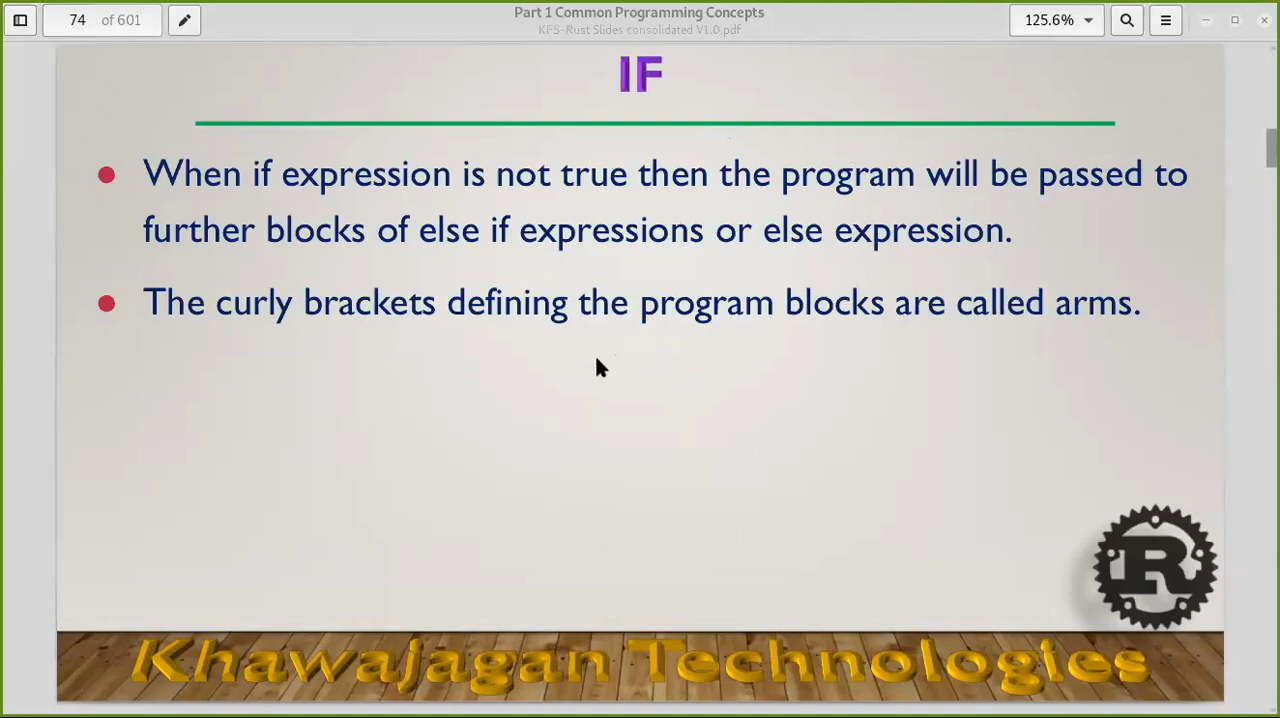 74 of 601
Part 1 Common Programming Concepts
KFS-Rust Slides consolidated V1.0.pdf
125.6%
IF
When if expression is not true then the program will be passed to
further blocks of else if expressions or else expression.
The curly brackets defining the program blocks are called arms.
R
Khawajagan Technologies